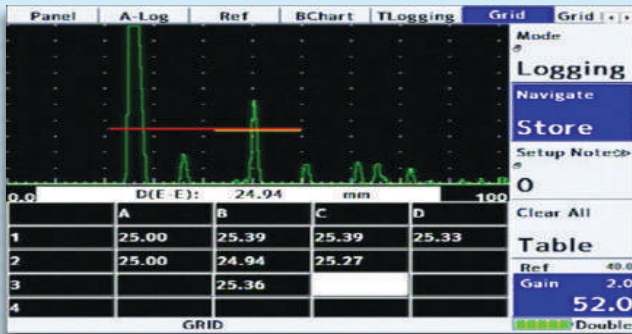 Panel A-Log Ref BChart TLogging Grid Grid
Mode
Logging
Navigate
Store
Setup Notes
0
0.0 D(E-E): 24.94 mm 100
A B C D
1 25.00 25.39 25.39 25.33
2 25.00 24.94 25.27
3 25.36
4
GRID
Clear All
Table
Ref 40.0
Gain 2.0
52.0
Double